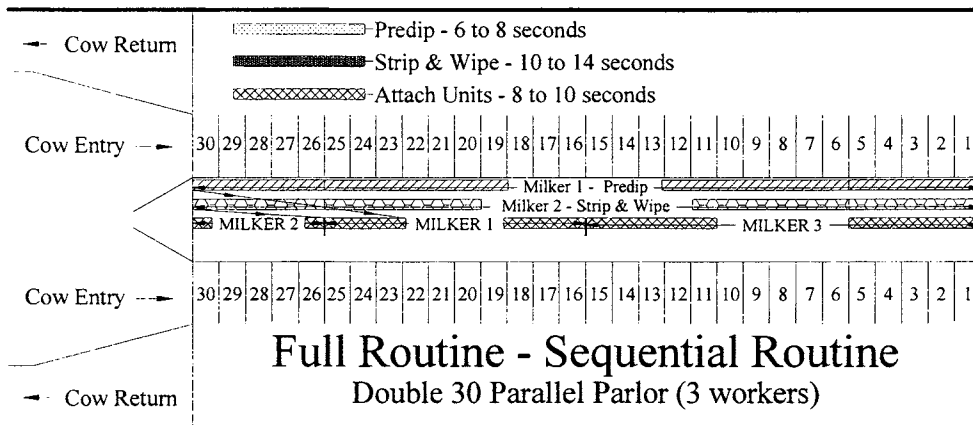 Predip - 6 to 8 seconds
Cow Return
Strip & Wipe - 10 to 14 seconds
Attach Units - 8 to 10 seconds
Cow Entry 30 29 28 27 26 25 24 23 22 21 20 19 18 17 16 15 14 13 12 11 10 9 8 7 6 5 4 3 2 1
Milker 1 - Predip
Milker 2 - Strip & Wipe
MILKER 2 MILKER 1 MILKER 3
Cow Entry 30 29 28 27 26 25 24 23 22 21 20 19 18 17 16 15 14 13 12 11 10 9 8 7 6 5 4 3 2 1
Full Routine - Sequential Routine
Double 30 Parallel Parlor (3 workers)
Cow Return